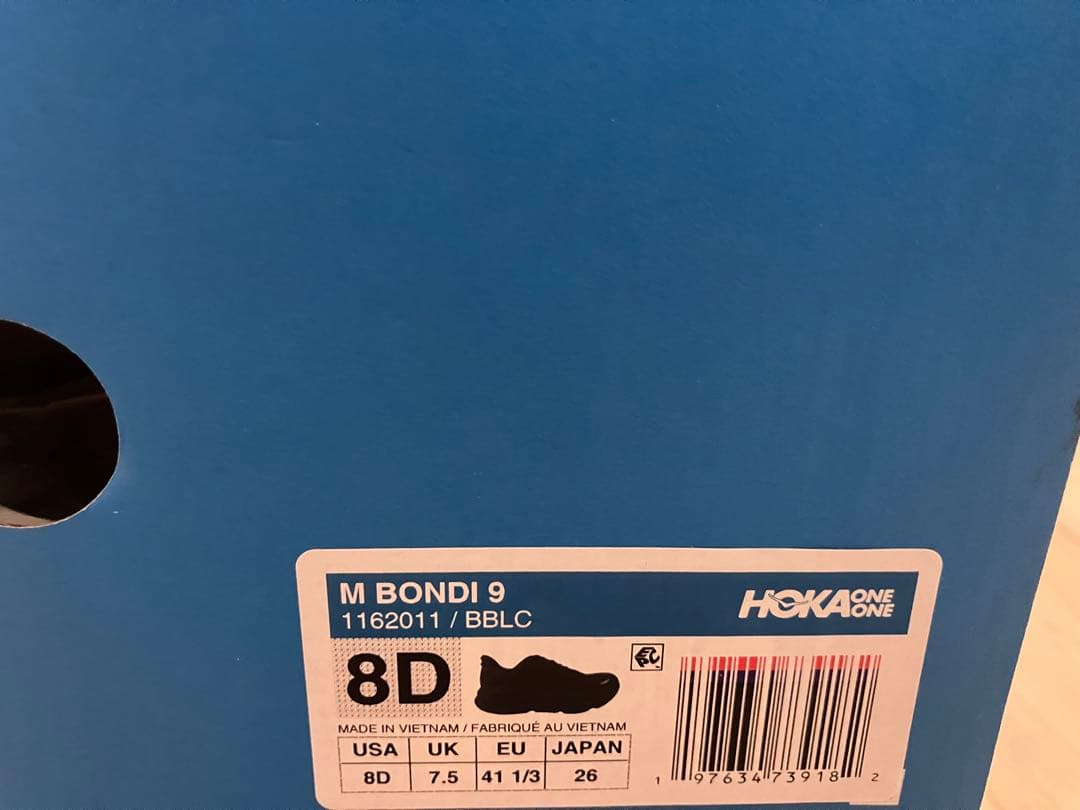 M BONDI 9
1162011 / BBLC
HOKA ONE ONE
8D
EPC
MADE IN VIETNAM / FABRIQUÉ AU VIETNAM
USA UK EU JAPAN
8D 7.5 41 1/3 26
1 97634 73918 2